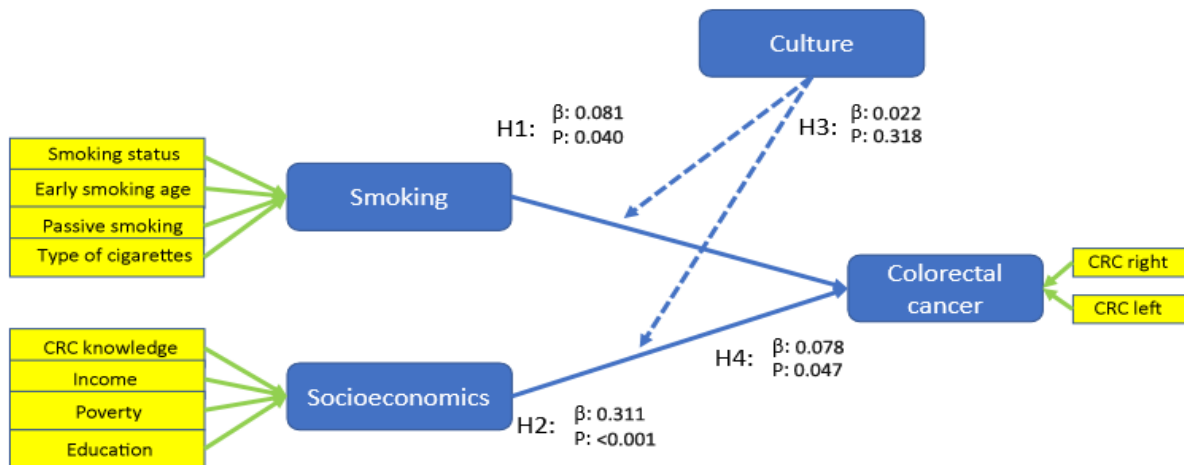 Culture
H1:
β: 0.081
P: 0.040
H3:
β: 0.022
P: 0.318
Smoking status
Early smoking age
Passive smoking
Type of cigarettes
Smoking
Colorectal
cancer
CRC right
CRC left
CRC knowledge
Income
Poverty
Education
Socioeconomics
H4:
β: 0.078
P: 0.047
H2:
β: 0.311
P: <0.001